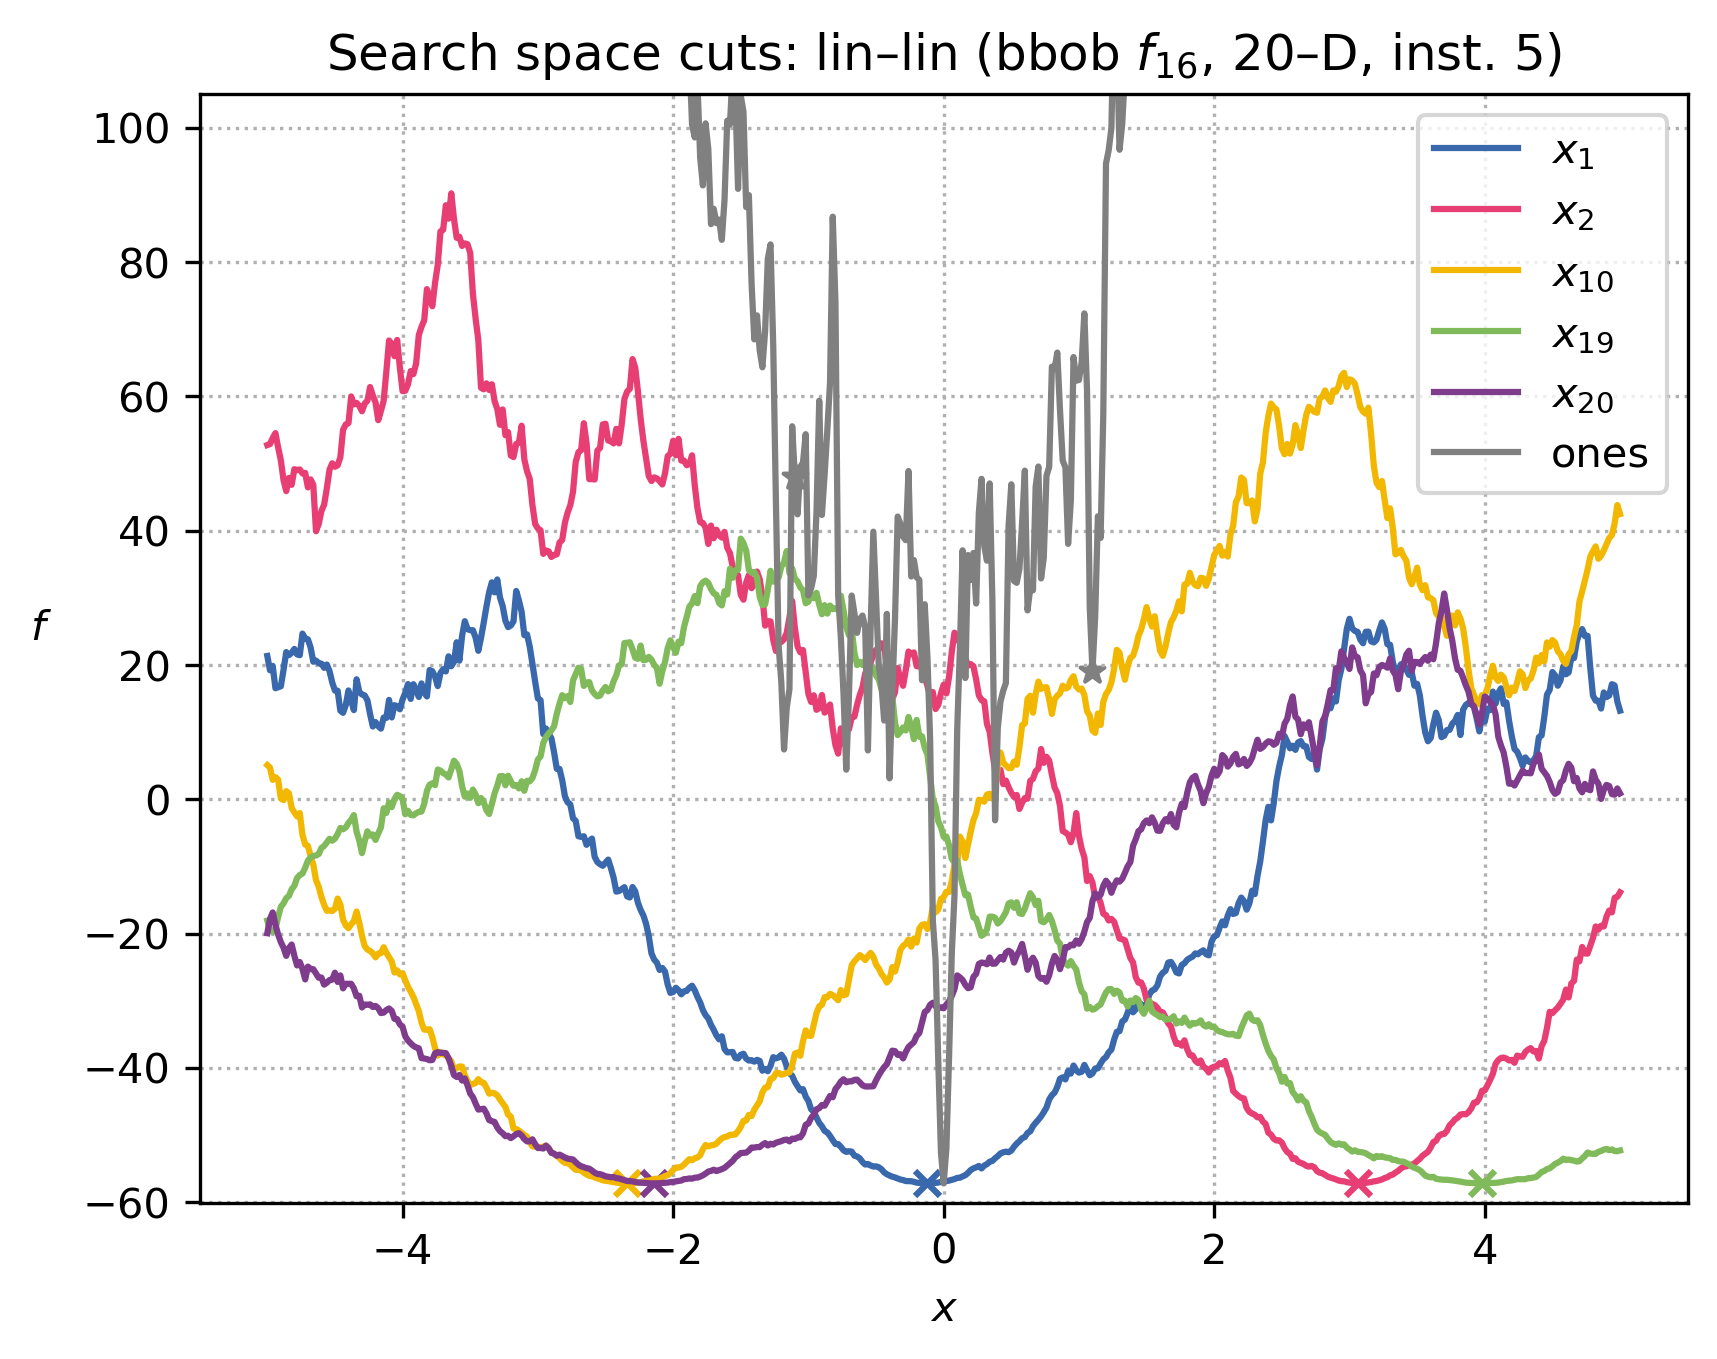 Search space cuts: lin–lin (bbob f₁₆, 20–D, inst. 5)
100
80
60
40
20
0
−20
−40
−60
f
x₁
x₂
x₁₀
x₁₉
x₂₀
ones
−4 −2 0 2 4
x